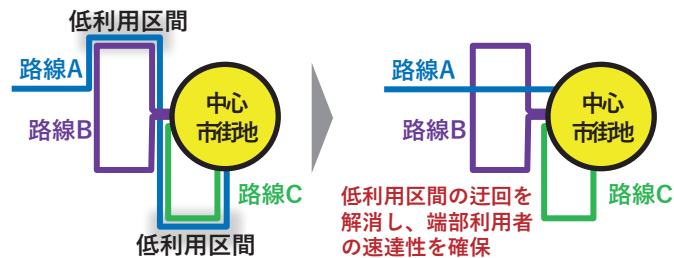 低利用区間
路線A
中心
市街地
路線B
路線C
低利用区間
路線A
中心
市街地
路線B
路線C
低利用区間の迂回を
解消し、端部利用者
の速達性を確保